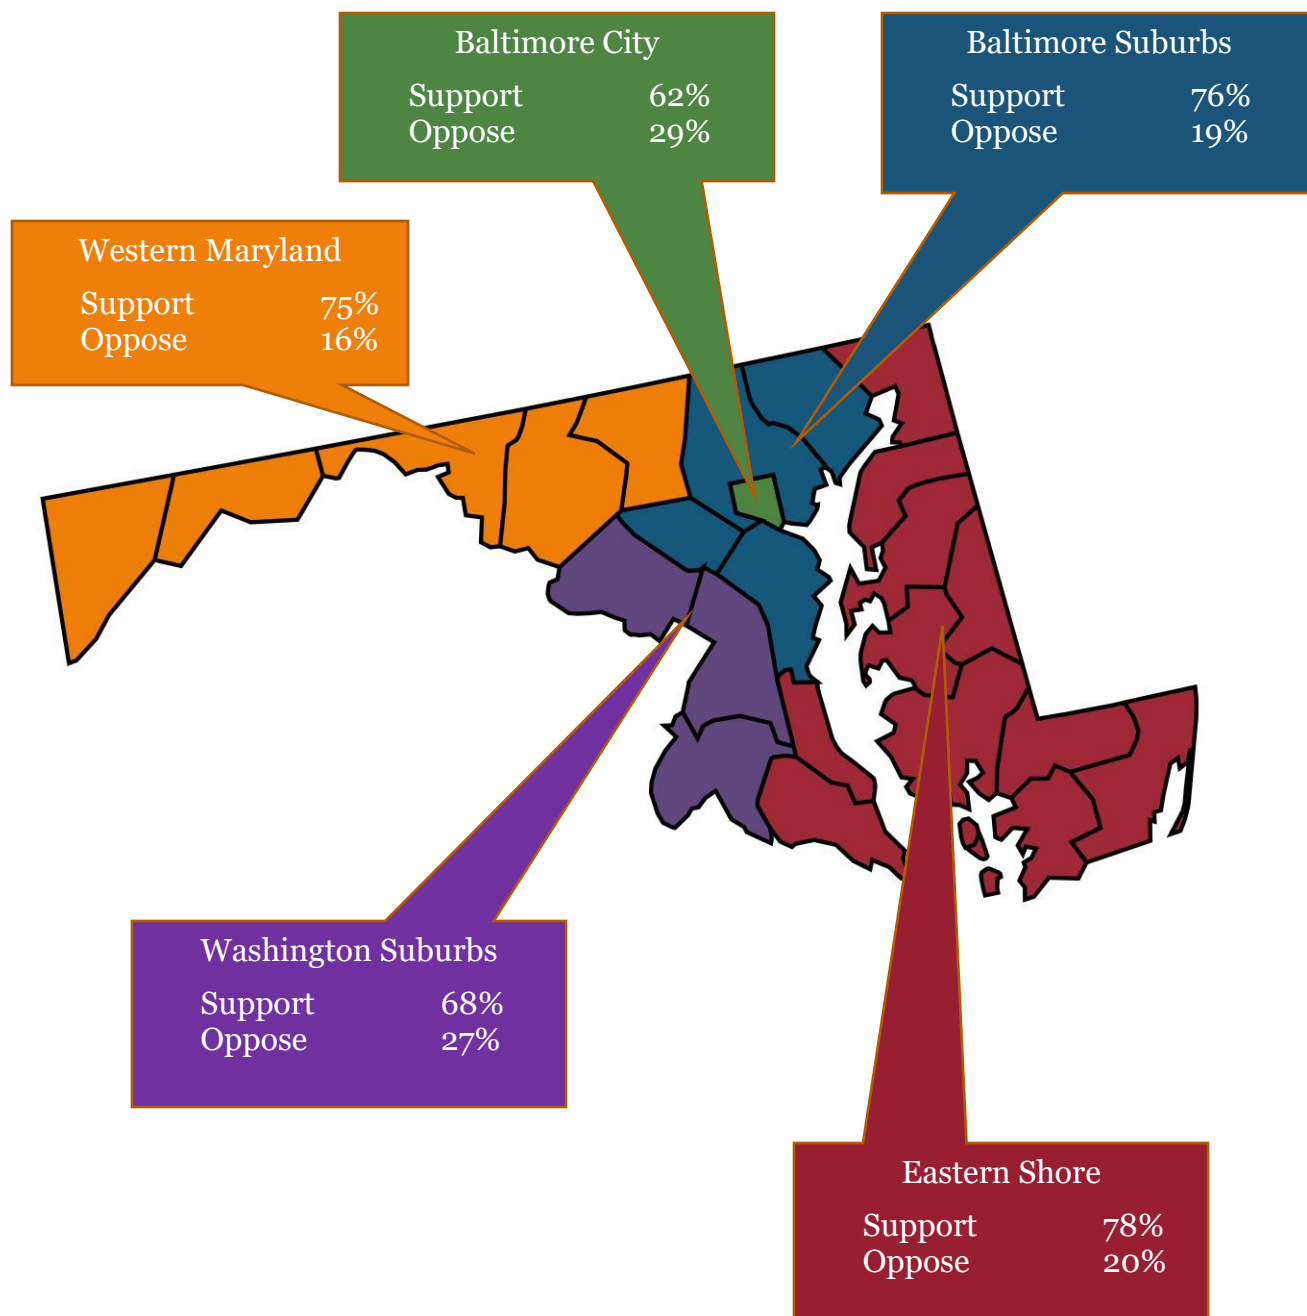 Baltimore City
Support 62%
Oppose 29%
Baltimore Suburbs
Support 76%
Oppose 19%
Western Maryland
Support 75%
Oppose 16%
Washington Suburbs
Support 68%
Oppose 27%
Eastern Shore
Support 78%
Oppose 20%